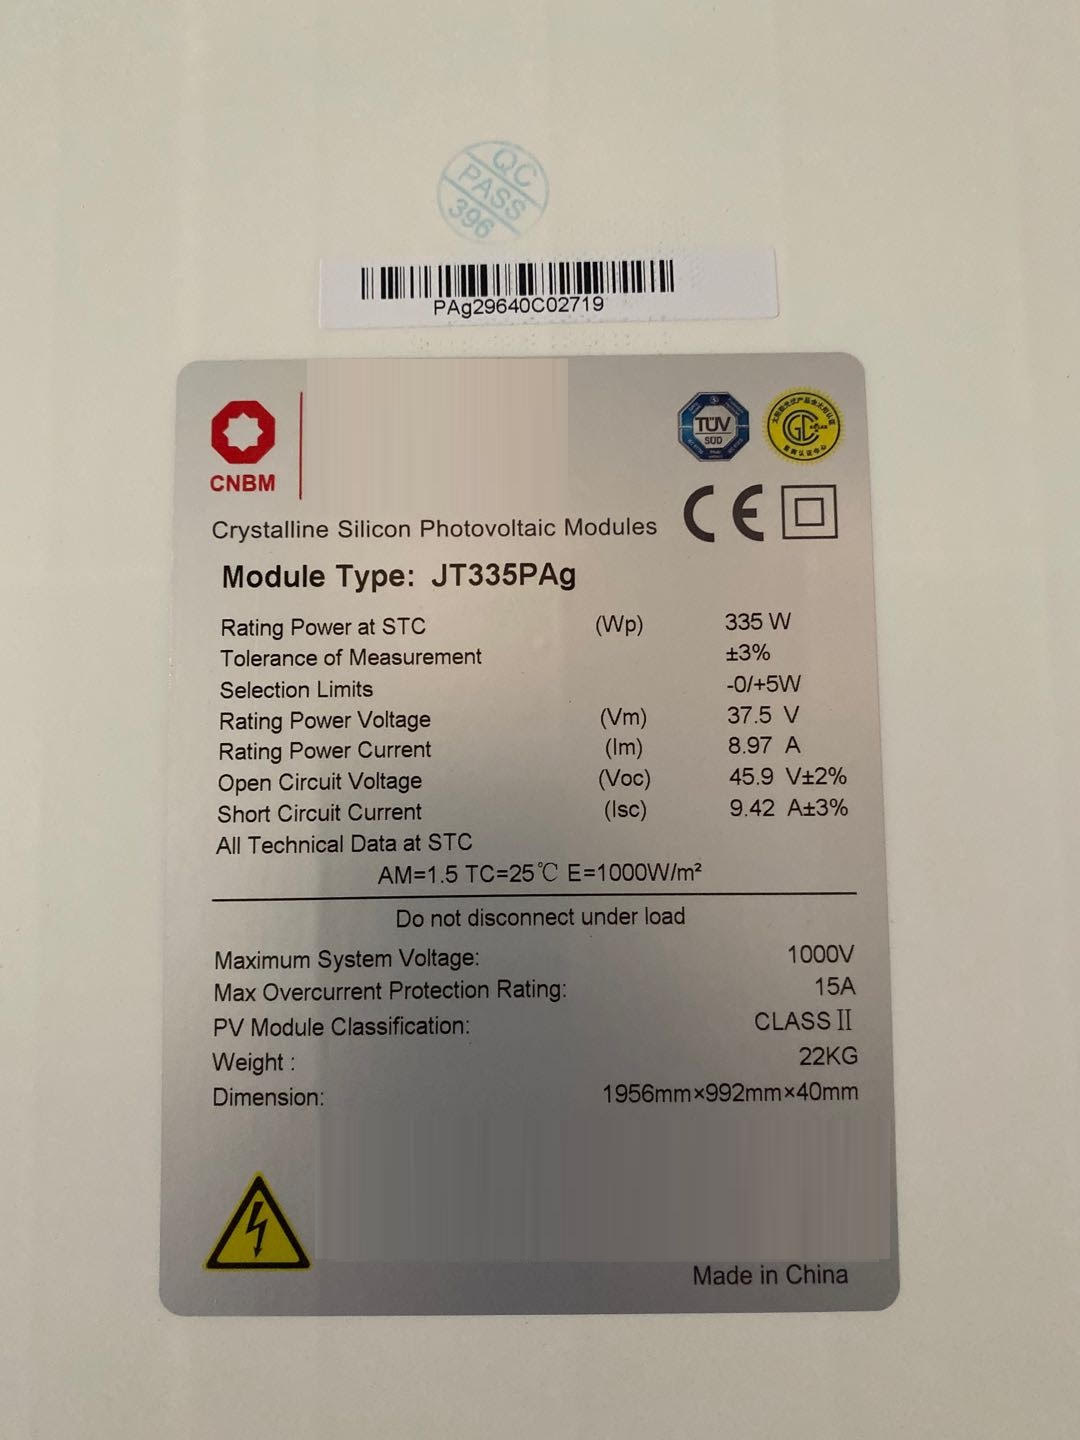 QC
PASS
396
PAg29640C02719
CNBM
TÜV
SUD
CE
Crystalline Silicon Photovoltaic Modules
Module Type: JT335PAg
Rating Power at STC (Wp) 335 W
Tolerance of Measurement ±3%
Selection Limits -0/+5W
Rating Power Voltage (Vm) 37.5 V
Rating Power Current (Im) 8.97 A
Open Circuit Voltage (Voc) 45.9 V±2%
Short Circuit Current (Isc) 9.42 A±3%
All Technical Data at STC
AM=1.5 TC=25℃ E=1000W/m²
Do not disconnect under load
Maximum System Voltage: 1000V
Max Overcurrent Protection Rating: 15A
PV Module Classification: CLASS II
Weight : 22KG
Dimension: 1956mm×992mm×40mm
Made in China